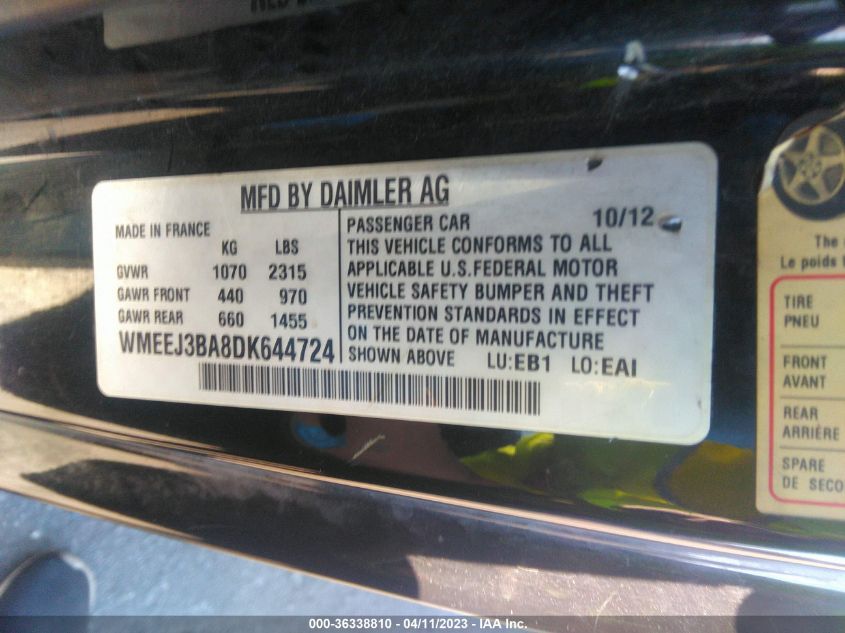 MFD BY DAIMLER AG
MADE IN FRANCE
KG LBS
GVWR 1070 2315
GAWR FRONT 440 970
GAWR REAR 660 1455
WMEEJ3BA8DK644724
PASSENGER CAR 10/12
THIS VEHICLE CONFORMS TO ALL
APPLICABLE U.S.FEDERAL MOTOR
VEHICLE SAFETY BUMPER AND THEFT
PREVENTION STANDARDS IN EFFECT
ON THE DATE OF MANUFACTURE
SHOWN ABOVE LU:EB1 LO:EAI
The
Le poids
TIRE
PNEU
FRONT
AVANT
REAR
ARRIÈRE
SPARE
DE
000-36338810 - 04/11/2023 - IAA Inc.